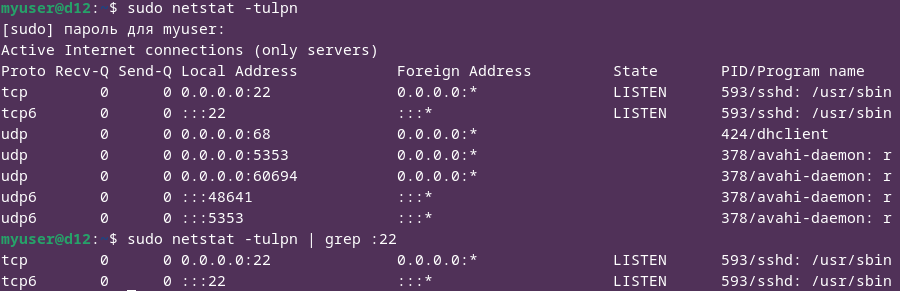 myuser@d12: $ sudo netstat -tulpn
[sudo] пароль для myuser:
Active Internet connections (only servers)
Proto Recv-Q Send-Q Local Address           Foreign Address         State       PID/Program name
tcp        0      0 0.0.0.0:22              0.0.0.0:*               LISTEN      593/sshd: /usr/sbin
tcp6       0      0 :::22                   :::*                    LISTEN      593/sshd: /usr/sbin
udp        0      0 0.0.0.0:68              0.0.0.0:*                           424/dhclient
udp        0      0 0.0.0.0:5353            0.0.0.0:*                           378/avahi-daemon: r
udp        0      0 0.0.0.0:60694           0.0.0.0:*                           378/avahi-daemon: r
udp6       0      0 :::48641                :::*                                378/avahi-daemon: r
udp6       0      0 :::5353                 :::*                                378/avahi-daemon: r
myuser@d12: $ sudo netstat -tulpn | grep :22
tcp        0      0 0.0.0.0:22              0.0.0.0:*               LISTEN      593/sshd: /usr/sbin
tcp6       0      0 :::22                   :::*                    LISTEN      593/sshd: /usr/sbin